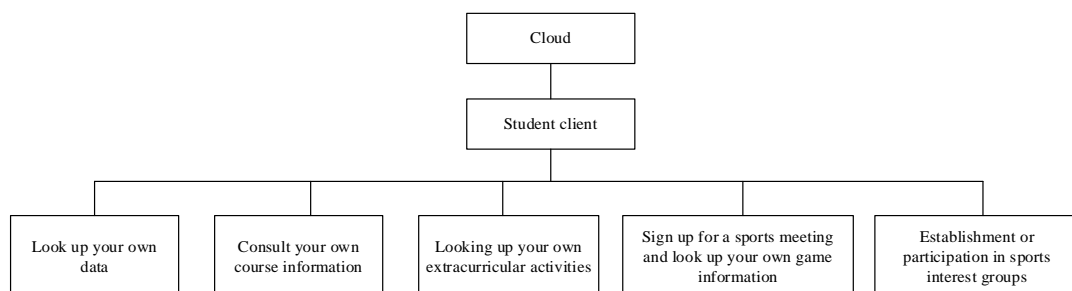 Cloud
Student client
Look up your own
data
Consult your own
course information
Looking up your own
extracurricular activities
Sign up for a sports meeting
and look up your own game
information
Establishment or
participation in sports
interest groups